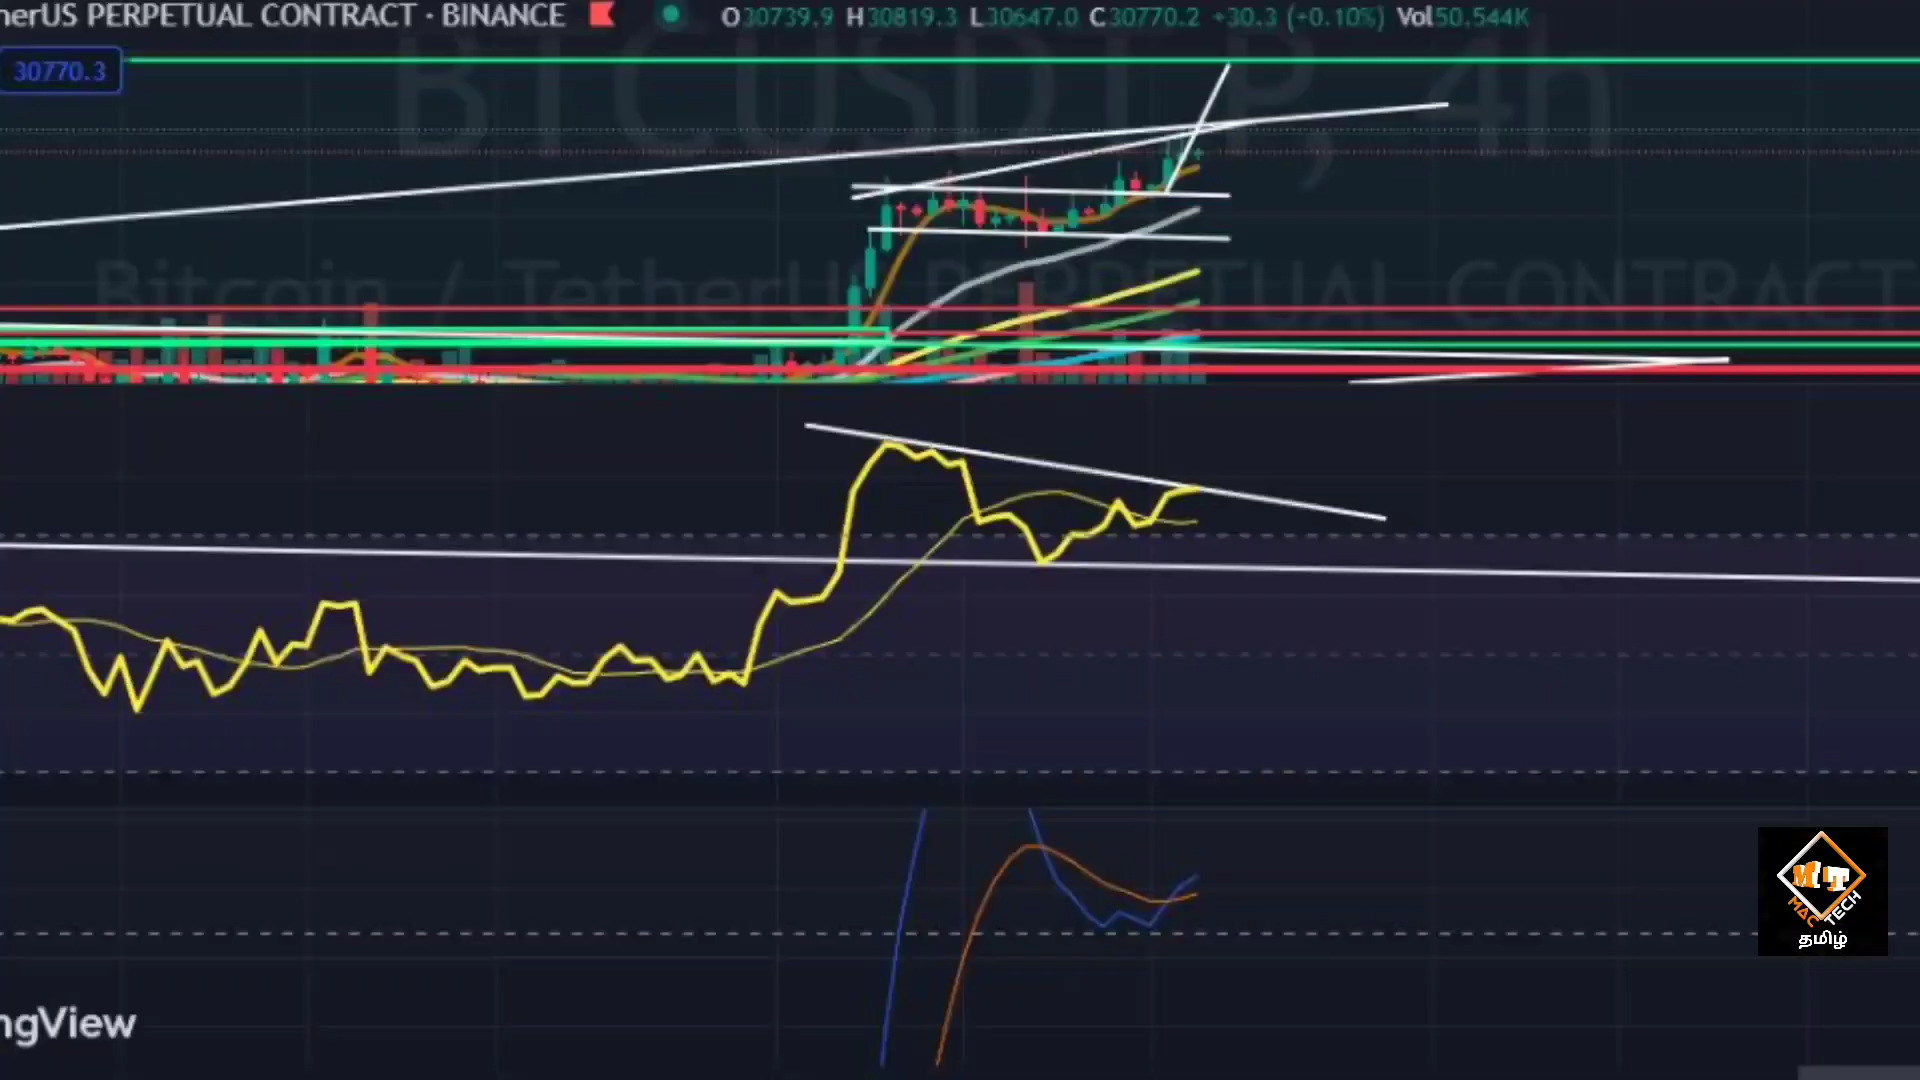 herUS PERPETUAL CONTRACT · BINANCE O30739.9 H30819.3 L30647.0 C30770.2 +30.3 (+0.10%) Vol50.544K
30770.3
BTCUSDT.P, 4h
Bitcoin / TetherUS PERPETUAL CONTRACT
MT
MAC TECH
தமிழ்
ngView